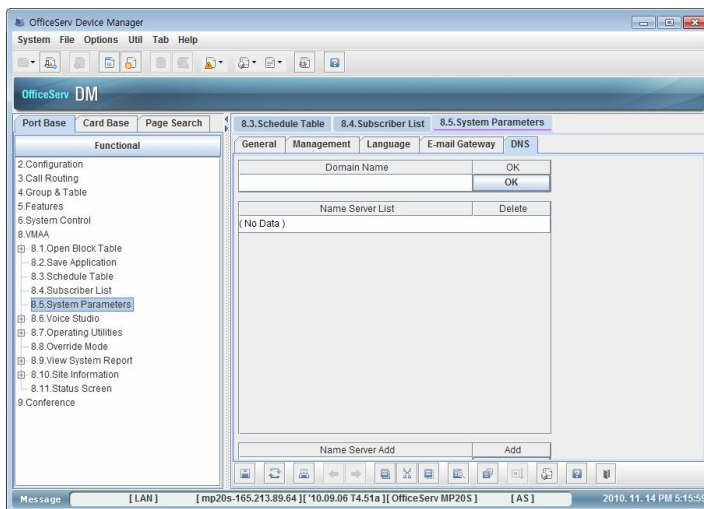 OfficeServ Device Manager
System File Options Util Tab Help
OfficeServ DM
Port Base Card Base Page Search
Functional
2.Configuration
3.Call Routing
4.Group & Table
5.Features
6.System Control
8.VMAA
8.1.Open Block Table
8.2.Save Application
8.3.Schedule Table
8.4.Subscriber List
8.5.System Parameters
8.6.Voice Studio
8.7.Operating Utilities
8.8.Override Mode
8.9.View System Report
8.10.Site Information
8.11.Status Screen
9.Conference
8.3.Schedule Table 8.4.Subscriber List 8.5.System Parameters
General Management Language E-mail Gateway DNS
Domain Name OK
OK
Name Server List Delete
( No Data )
Name Server Add Add
Message [ LAN ] [ mp20s-165.213.89.64 ][ '10.09.06 T4.51a ][ OfficeServ MP20S ] [ AS ] 2010. 11. 14 PM 5:15:59